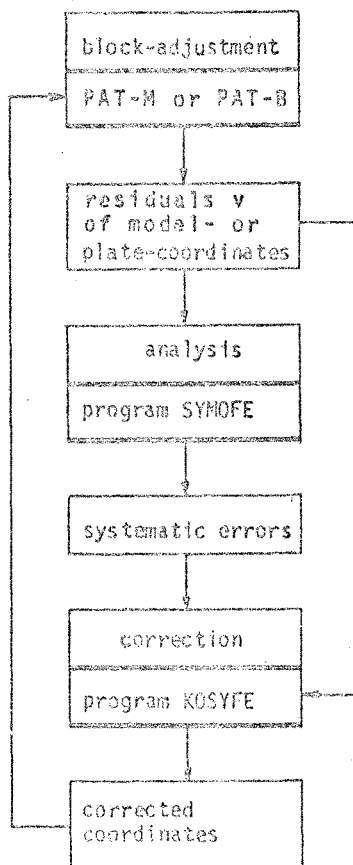 block-adjustment
PAT-M or PAT-B
residuals v
of model- or
plate-coordinates
analysis
program SYMOFE
systematic errors
correction
program KOSYFE
corrected
coordinates